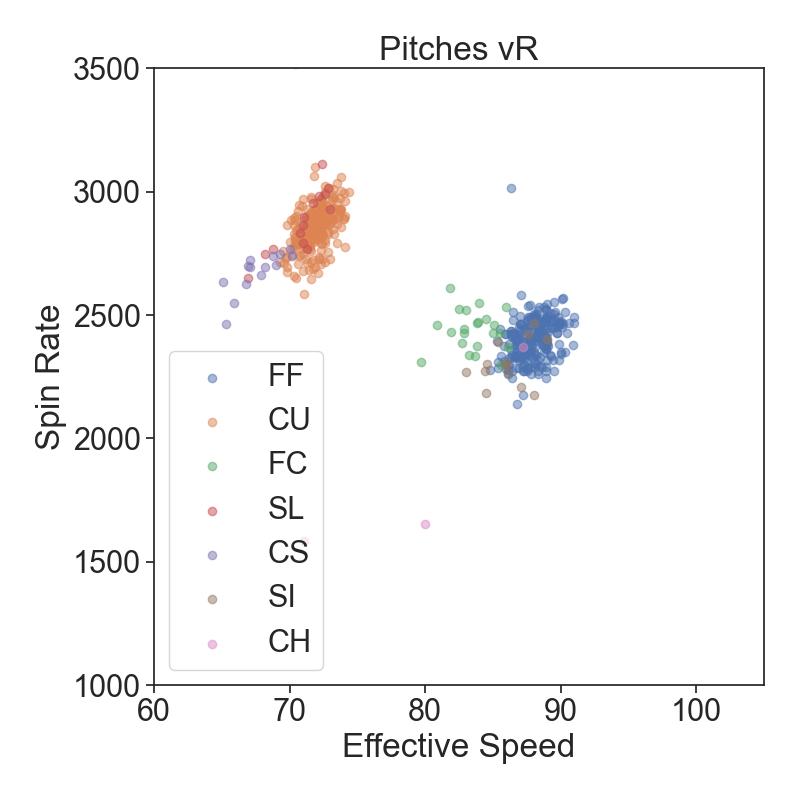 Pitches vR
3500
3000
2500
2000
1500
1000
Spin Rate
FF
CU
FC
SL
CS
SI
CH
60 70 80 90 100
Effective Speed